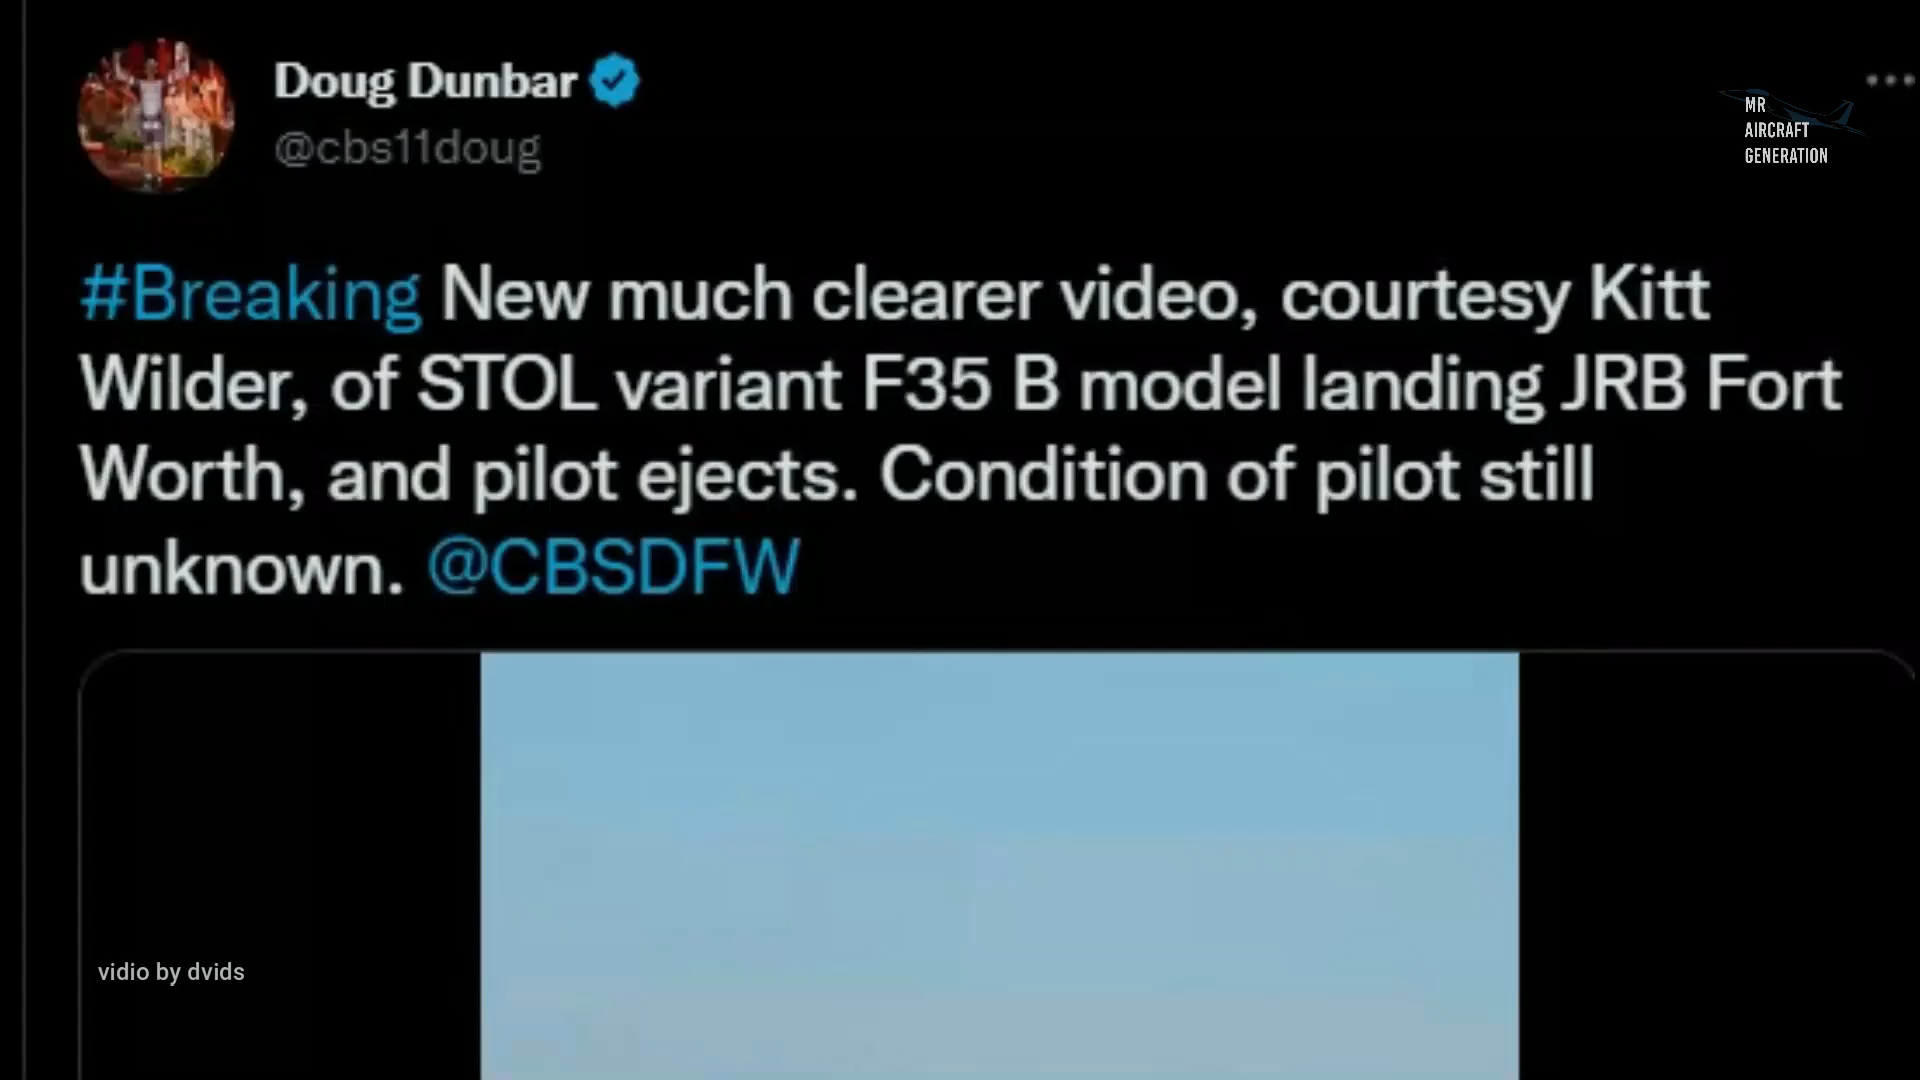 Doug Dunbar
@cbs11doug
MR
AIRCRAFT
GENERATION
#Breaking New much clearer video, courtesy Kitt
Wilder, of STOL variant F35 B model landing JRB Fort
Worth, and pilot ejects. Condition of pilot still
unknown. @CBSDFW
vidio by dvids